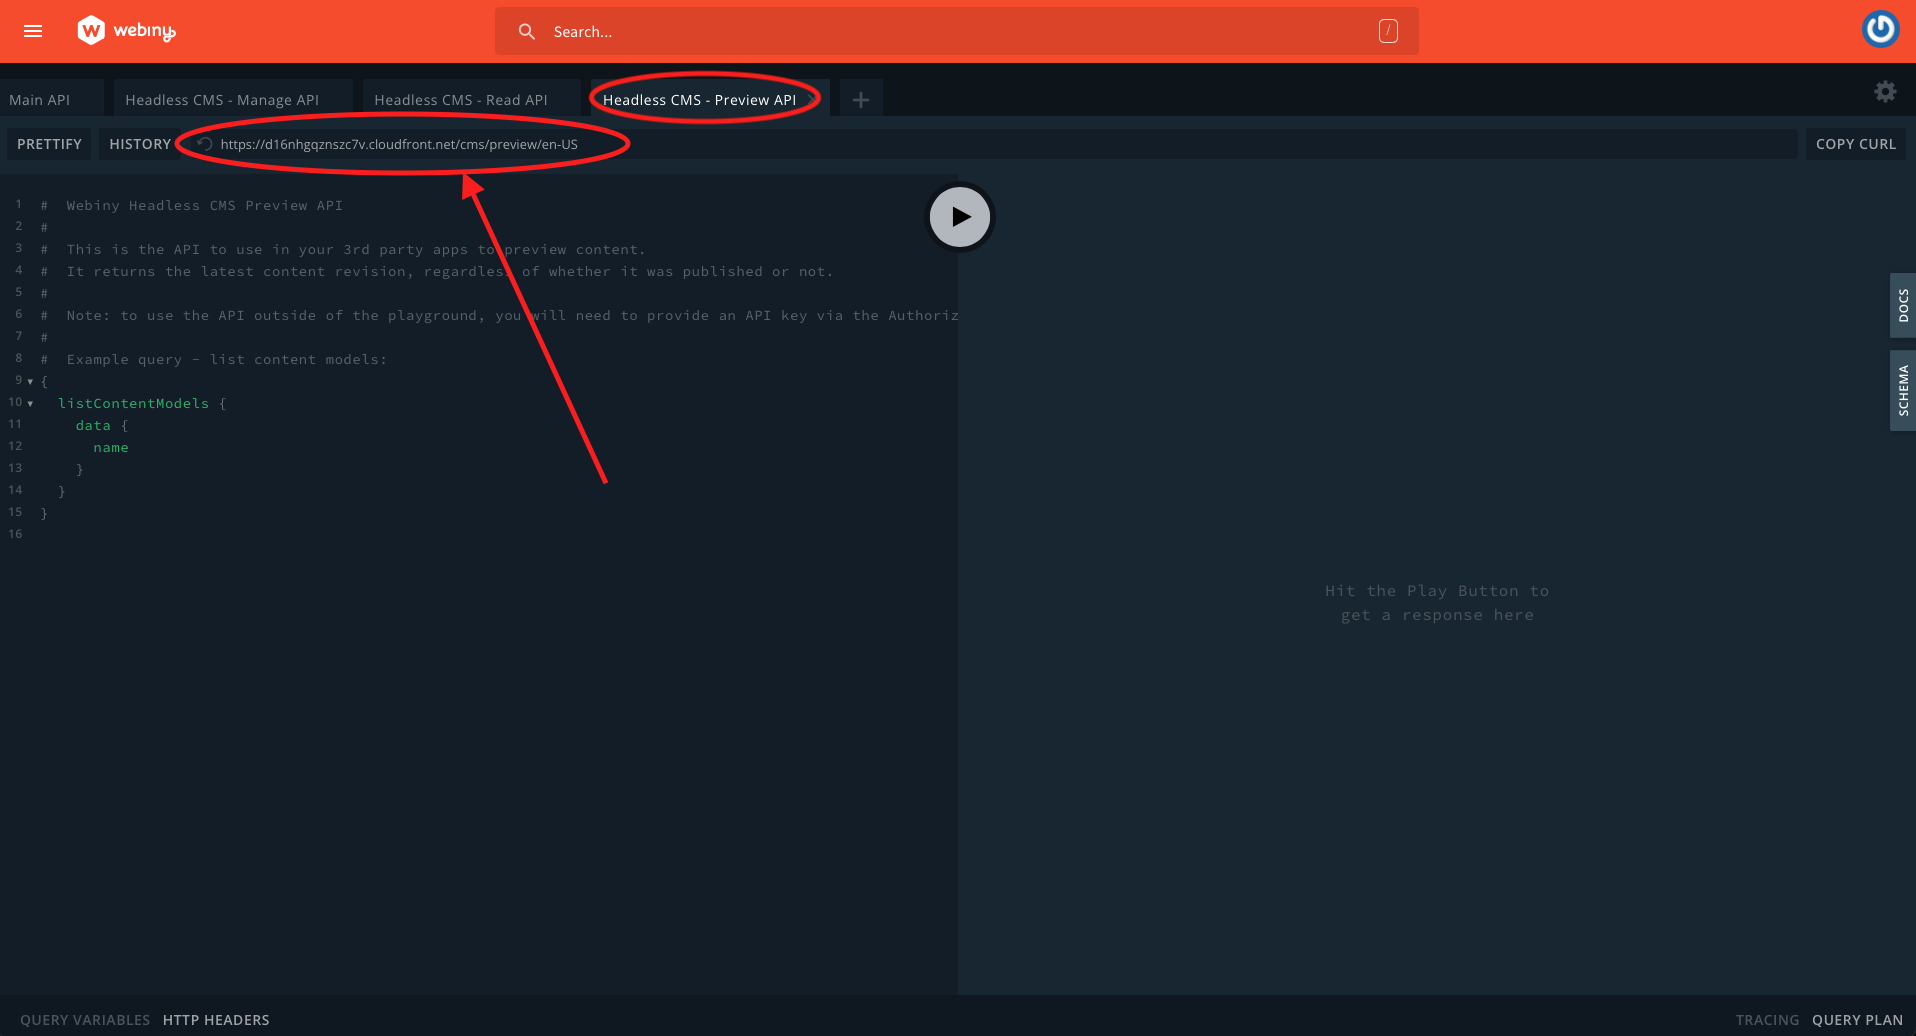 webiny
Search...
/
Main API
Headless CMS - Manage API
Headless CMS - Read API
Headless CMS - Preview API
PRETTIFY
HISTORY
https://d16nhgqznszc7v.cloudfront.net/cms/preview/en-US
COPY CURL
1 # Webiny Headless CMS Preview API
2 #
3 # This is the API to use in your 3rd party apps to preview content.
4 # It returns the latest content revision, regardless of whether it was published or not.
5 #
6 # Note: to use the API outside of the playground, you will need to provide an API key via the Authoriz
7 #
8 # Example query - list content models:
9 {
10 listContentModels {
11 data {
12 name
13 }
14 }
15 }
16
Hit the Play Button to
get a response here
DOCS
SCHEMA
QUERY VARIABLES
HTTP HEADERS
TRACING
QUERY PLAN